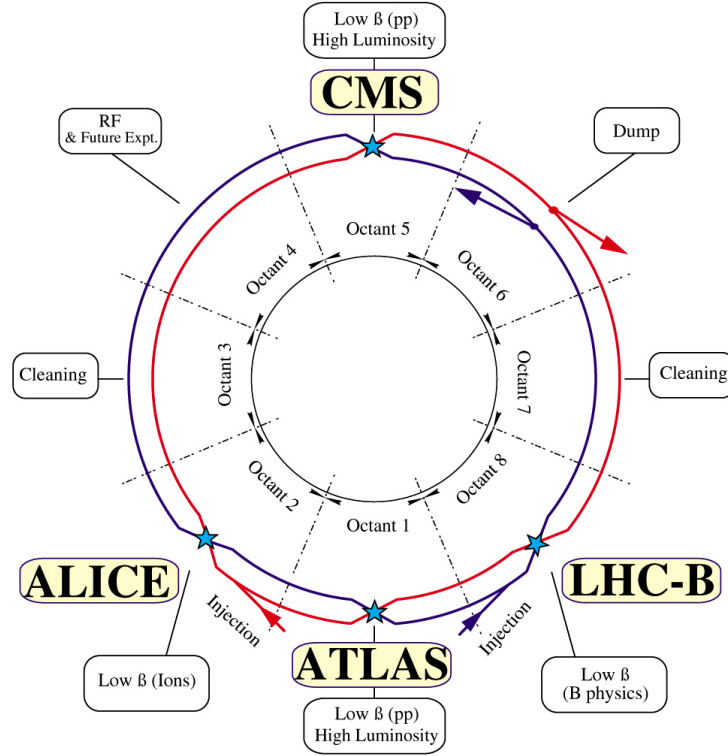 Low ß (pp)
High Luminosity
CMS
RF
& Future Expt.
Dump
Octant 5
Octant 4
Octant 6
Cleaning
Octant 3
Octant 7
Cleaning
Octant 2
Octant 8
Octant 1
ALICE
LHC-B
Injection
Injection
ATLAS
Low ß (Ions)
Low ß
(B physics)
Low ß (pp)
High Luminosity